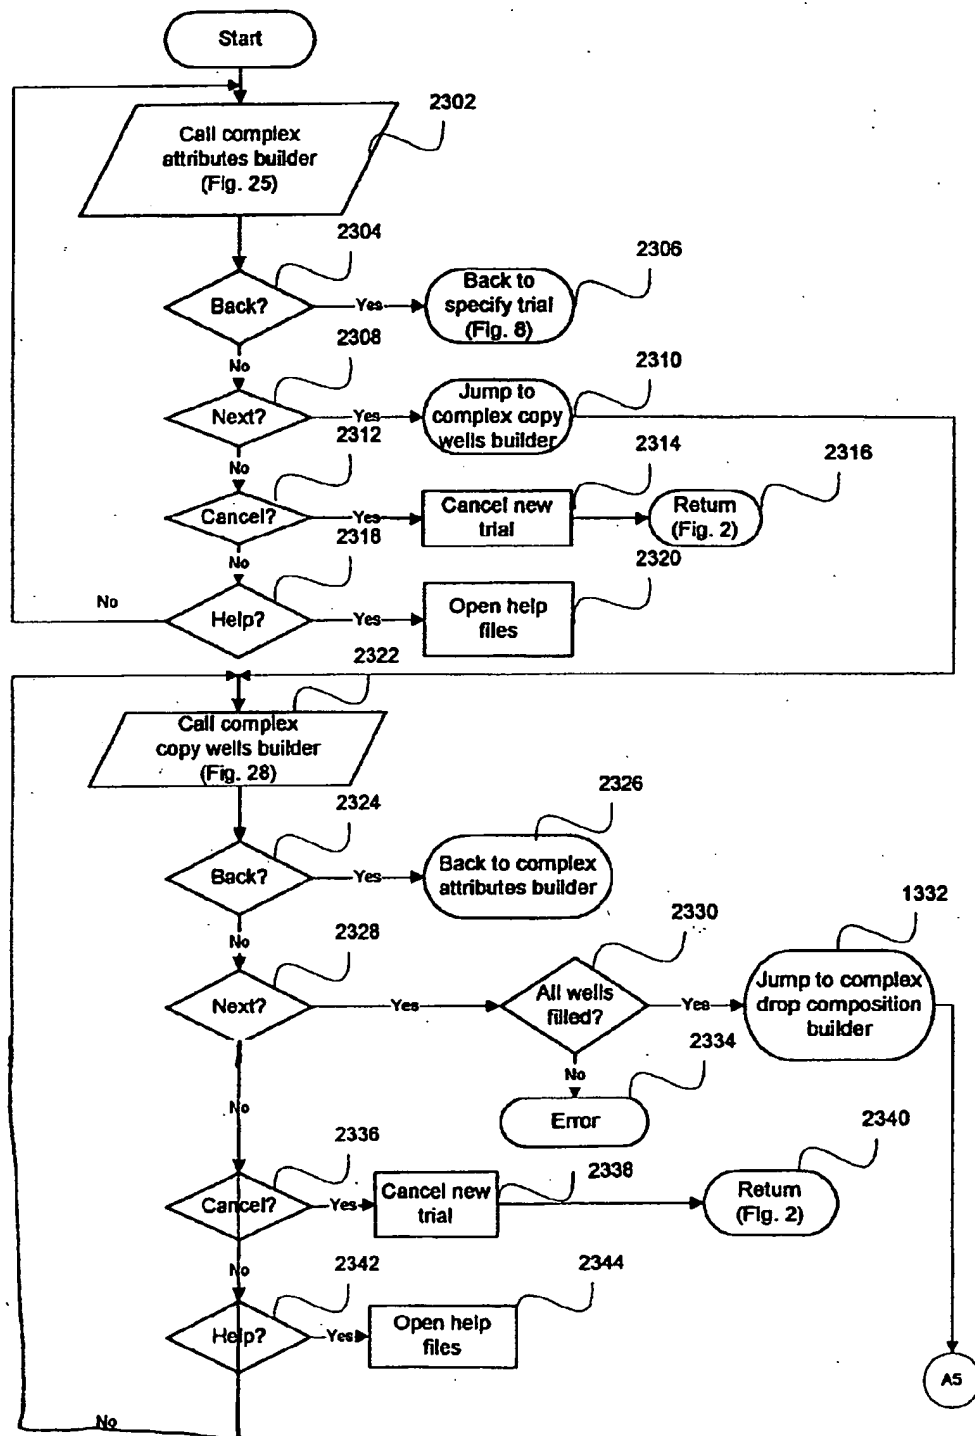 Start
2302
Call complex
attributes builder
(Fig. 25)
2304
2306
Back?
Yes
Back to
specify trial
(Fig. 8)
2308
No
2310
Next?
Yes
Jump to
complex copy
wells builder
2312
No
2314
2316
Cancel?
Yes
Cancel new
trial
Return
(Fig. 2)
2318
No
2320
No
Help?
Yes
Open help
files
2322
Call complex
copy wells builder
(Fig. 28)
2324
2326
Back?
Yes
Back to complex
attributes builder
2328
No
2330
1332
Next?
Yes
All wells
filled?
Yes
Jump to complex
drop composition
builder
No
2334
Error
No
2336
2338
2340
Cancel?
Yes
Cancel new
trial
Return
(Fig. 2)
No
2342
2344
Help?
Yes
Open help
files
A5
No